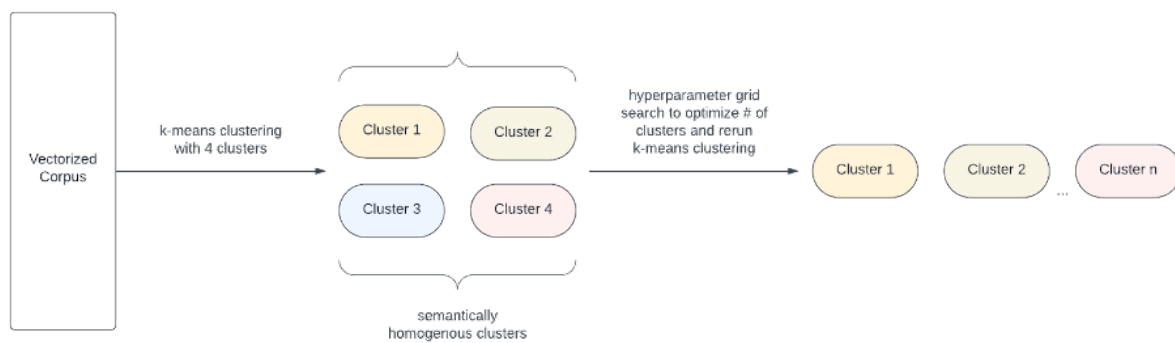 Vectorized
Corpus
k-means clustering
with 4 clusters
Cluster 1
Cluster 2
Cluster 3
Cluster 4
semantically
homogenous clusters
hyperparameter grid
search to optimize # of
clusters and rerun
k-means clustering
Cluster 1
Cluster 2
...
Cluster n